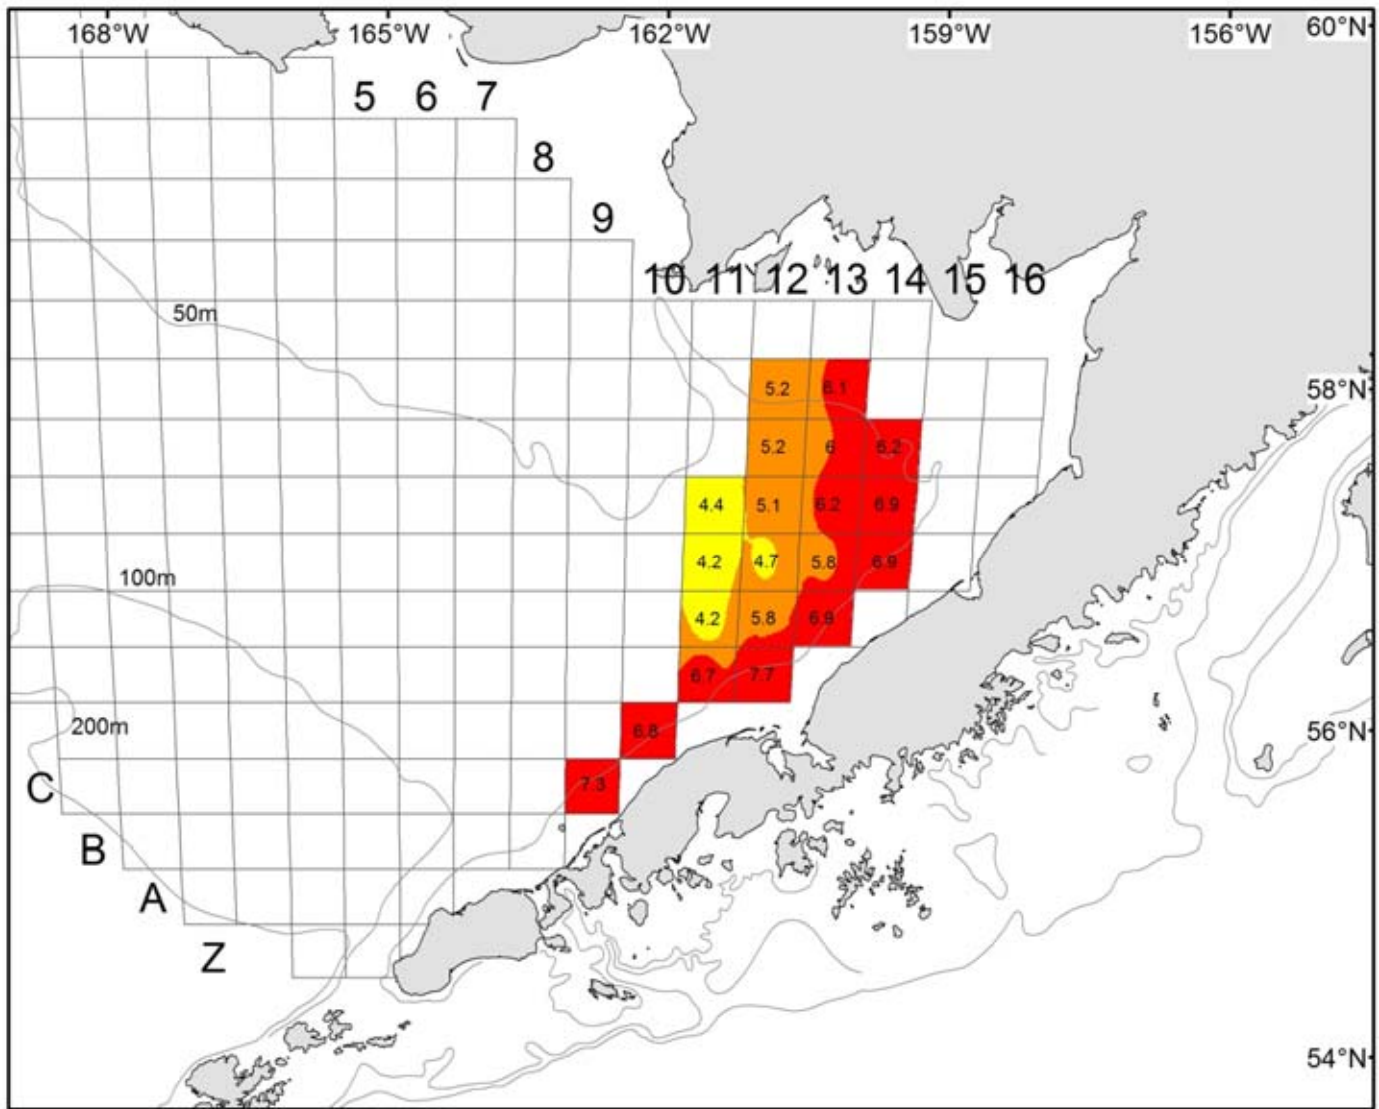 168°W 165°W 162°W 159°W 156°W 60°N
5 6 7
8
9
10 11 12 13 14 15 16
50m
5.2 6.1 58°N
5.2 6 6.2
4.4 5.1 6.2 6.9
100m 4.2 4.7 5.8 6.9
4.2 5.8 6.9
6.7 7.7
200m 6.8 56°N
C 7.3
B
A
Z
54°N